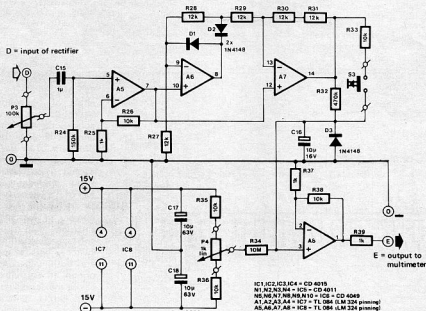 D = input of rectifier
D
P3
100k
C15
1µ
R24
150k
R25
1k
R26
10k
5
6
7
A5
R27
12k
R28
12k
D1
D2
2x
1N4148
9
10
8
A6
R29
12k
R30
12k
R31
12k
13
12
14
A7
R33
10k
S3
R32
470k
C16
10µ
16V
D3
1N4148
0
0
15V
+
4
4
IC7
IC8
11
11
15V
−
C17
10µ
63V
C18
10µ
63V
R35
10k
P4
1k
lin
R36
10k
R34
10M
R37
1k
R38
10k
2
3
1
R39
1k
E
E = output to
multimeter
IC1,IC2,IC3,IC4 = CD 4015
N1,N2,N3,N4 = IC5 = CD 4011
N5,N6,N7,N8,N9,N10 = IC6 = CD 4049
A1,A2,A3,A4 = IC7 = TL 084 (LM 324 pinning)
A5,A6,A7,A8 = IC8 = TL 084 (LM 324 pinning)